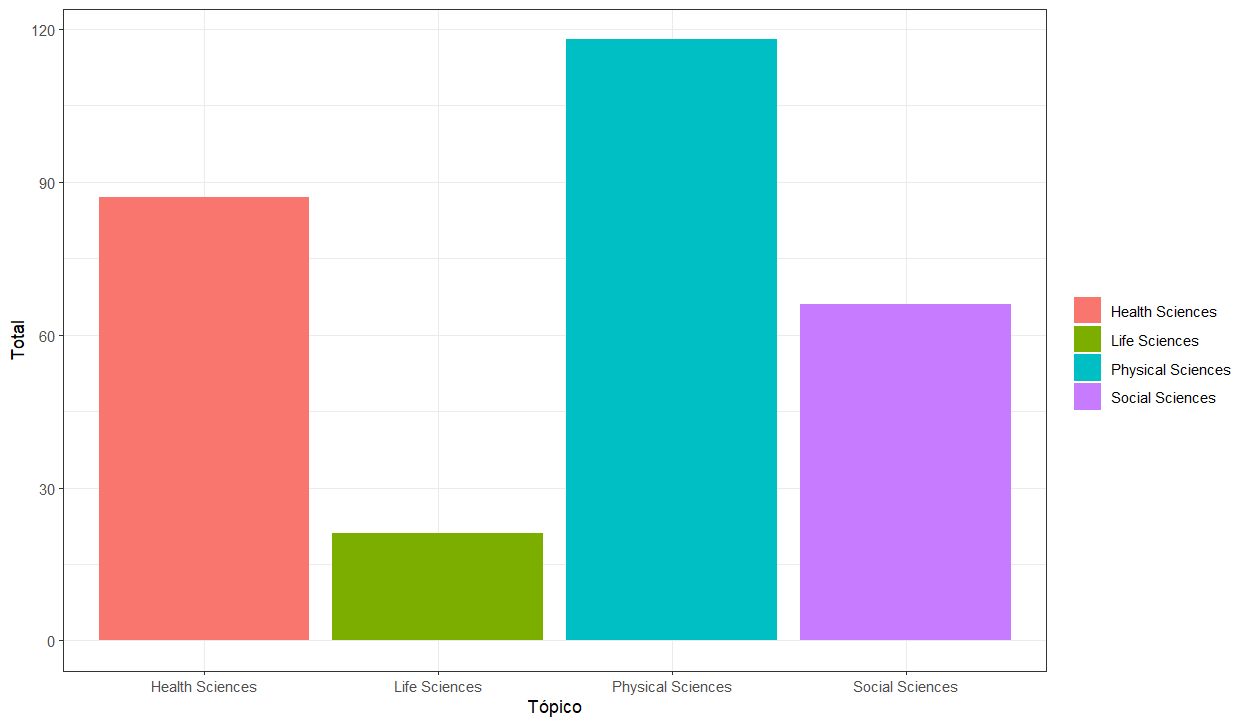 120
90
60
30
0
Total
Health Sciences
Life Sciences
Physical Sciences
Social Sciences
Tópico
Health Sciences
Life Sciences
Physical Sciences
Social Sciences